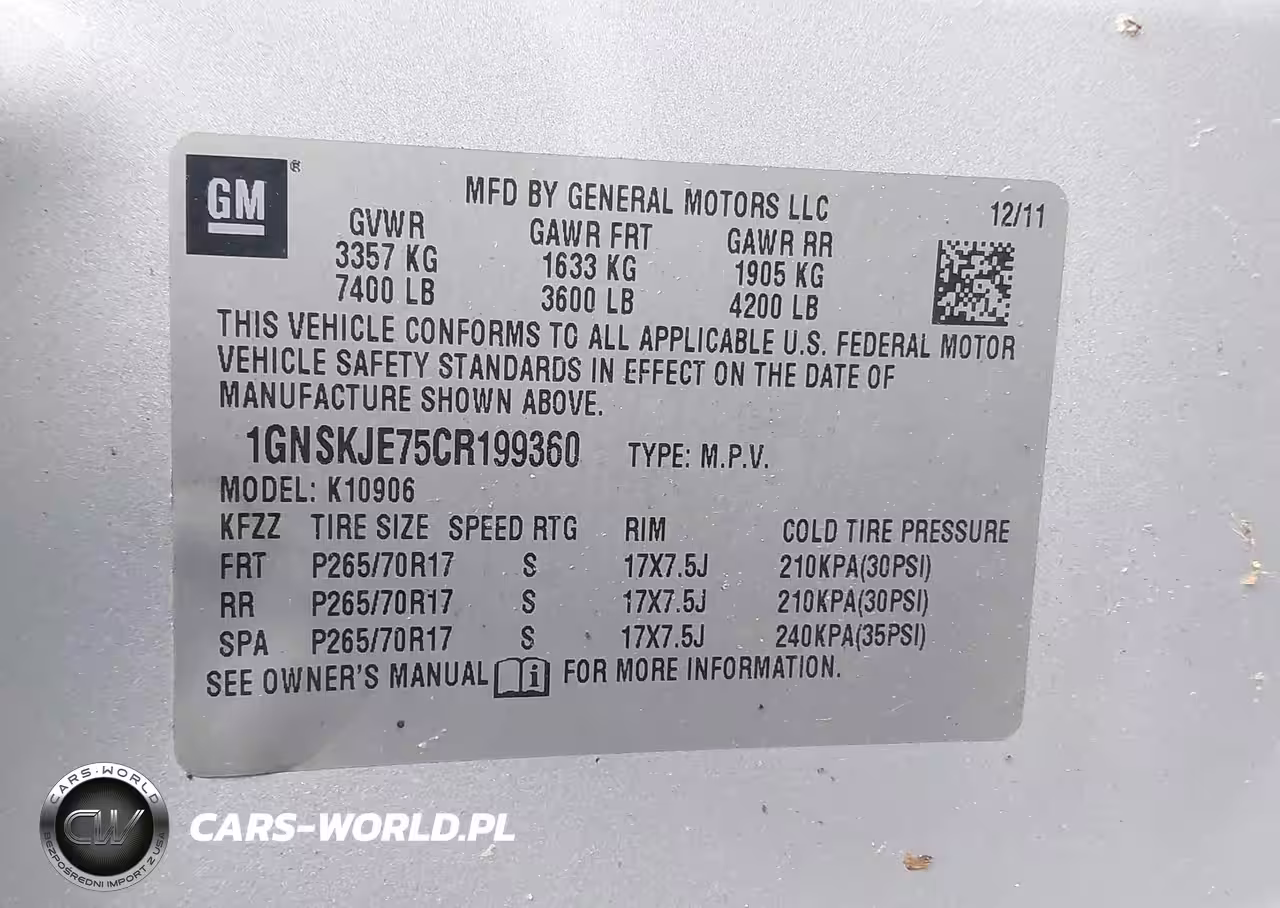 GM ®
MFD BY GENERAL MOTORS LLC 12/11
GVWR GAWR FRT GAWR RR
3357 KG 1633 KG 1905 KG
7400 LB 3600 LB 4200 LB
THIS VEHICLE CONFORMS TO ALL APPLICABLE U.S. FEDERAL MOTOR
VEHICLE SAFETY STANDARDS IN EFFECT ON THE DATE OF
MANUFACTURE SHOWN ABOVE.
1GNSKJE75CR199360 TYPE: M.P.V.
MODEL: K10906
KFZZ TIRE SIZE SPEED RTG RIM COLD TIRE PRESSURE
FRT P265/70R17 S 17X7.5J 210KPA(30PSI)
RR P265/70R17 S 17X7.5J 210KPA(30PSI)
SPA P265/70R17 S 17X7.5J 240KPA(35PSI)
SEE OWNER'S MANUAL i FOR MORE INFORMATION.
CARS-WORLD
CW
BEZPOŚREDNI IMPORT Z USA
CARS-WORLD.PL